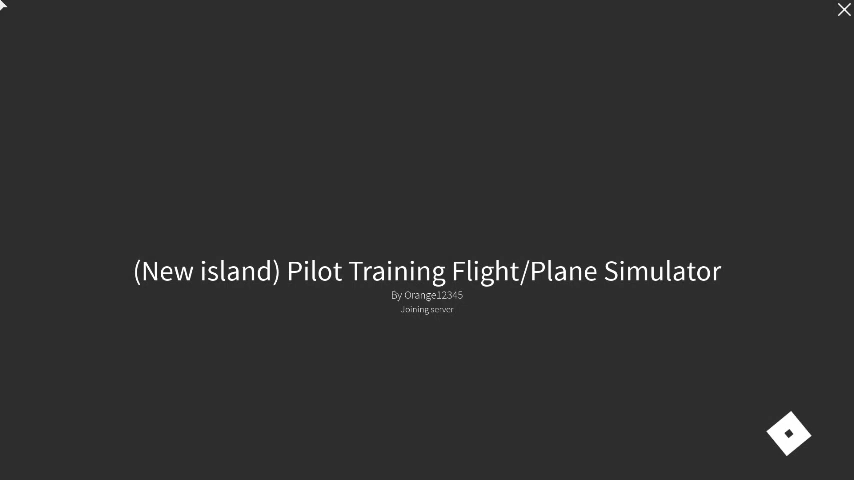 (New island) Pilot Training Flight/Plane Simulator
By Orange12345
Joining server